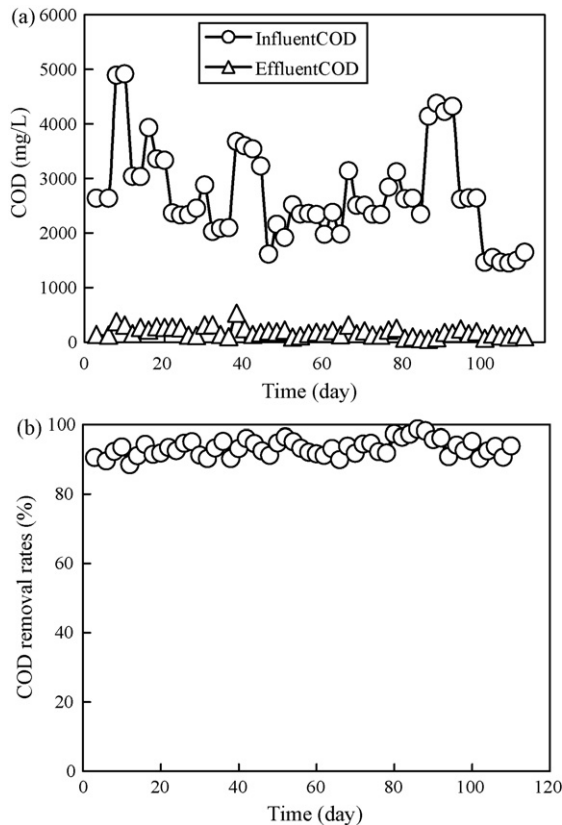 (a)
6000
5000
4000
3000
2000
1000
0
COD (mg/L)
InfluentCOD
EffluentCOD
0 20 40 60 80 100
Time (day)
(b)
100
80
60
40
20
0
COD removal rates (%)
0 20 40 60 80 100 120
Time (day)